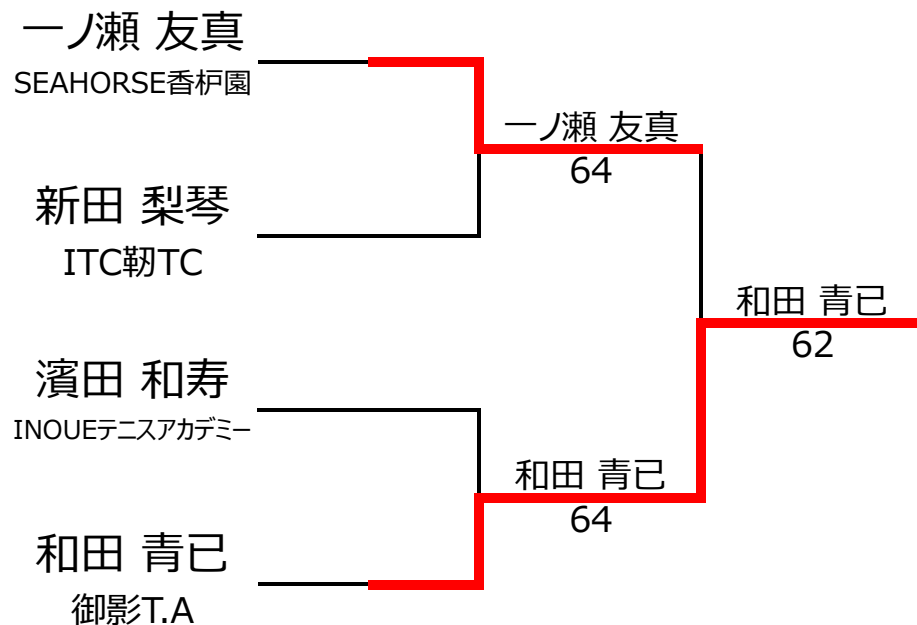 一ノ瀬 友真
SEAHORSE香枦園
一ノ瀬 友真
64
新田 梨琴
ITC靭TC
和田 青已
62
濱田 和寿
INOUEテニスアカデミー
和田 青已
64
和田 青已
御影T.A